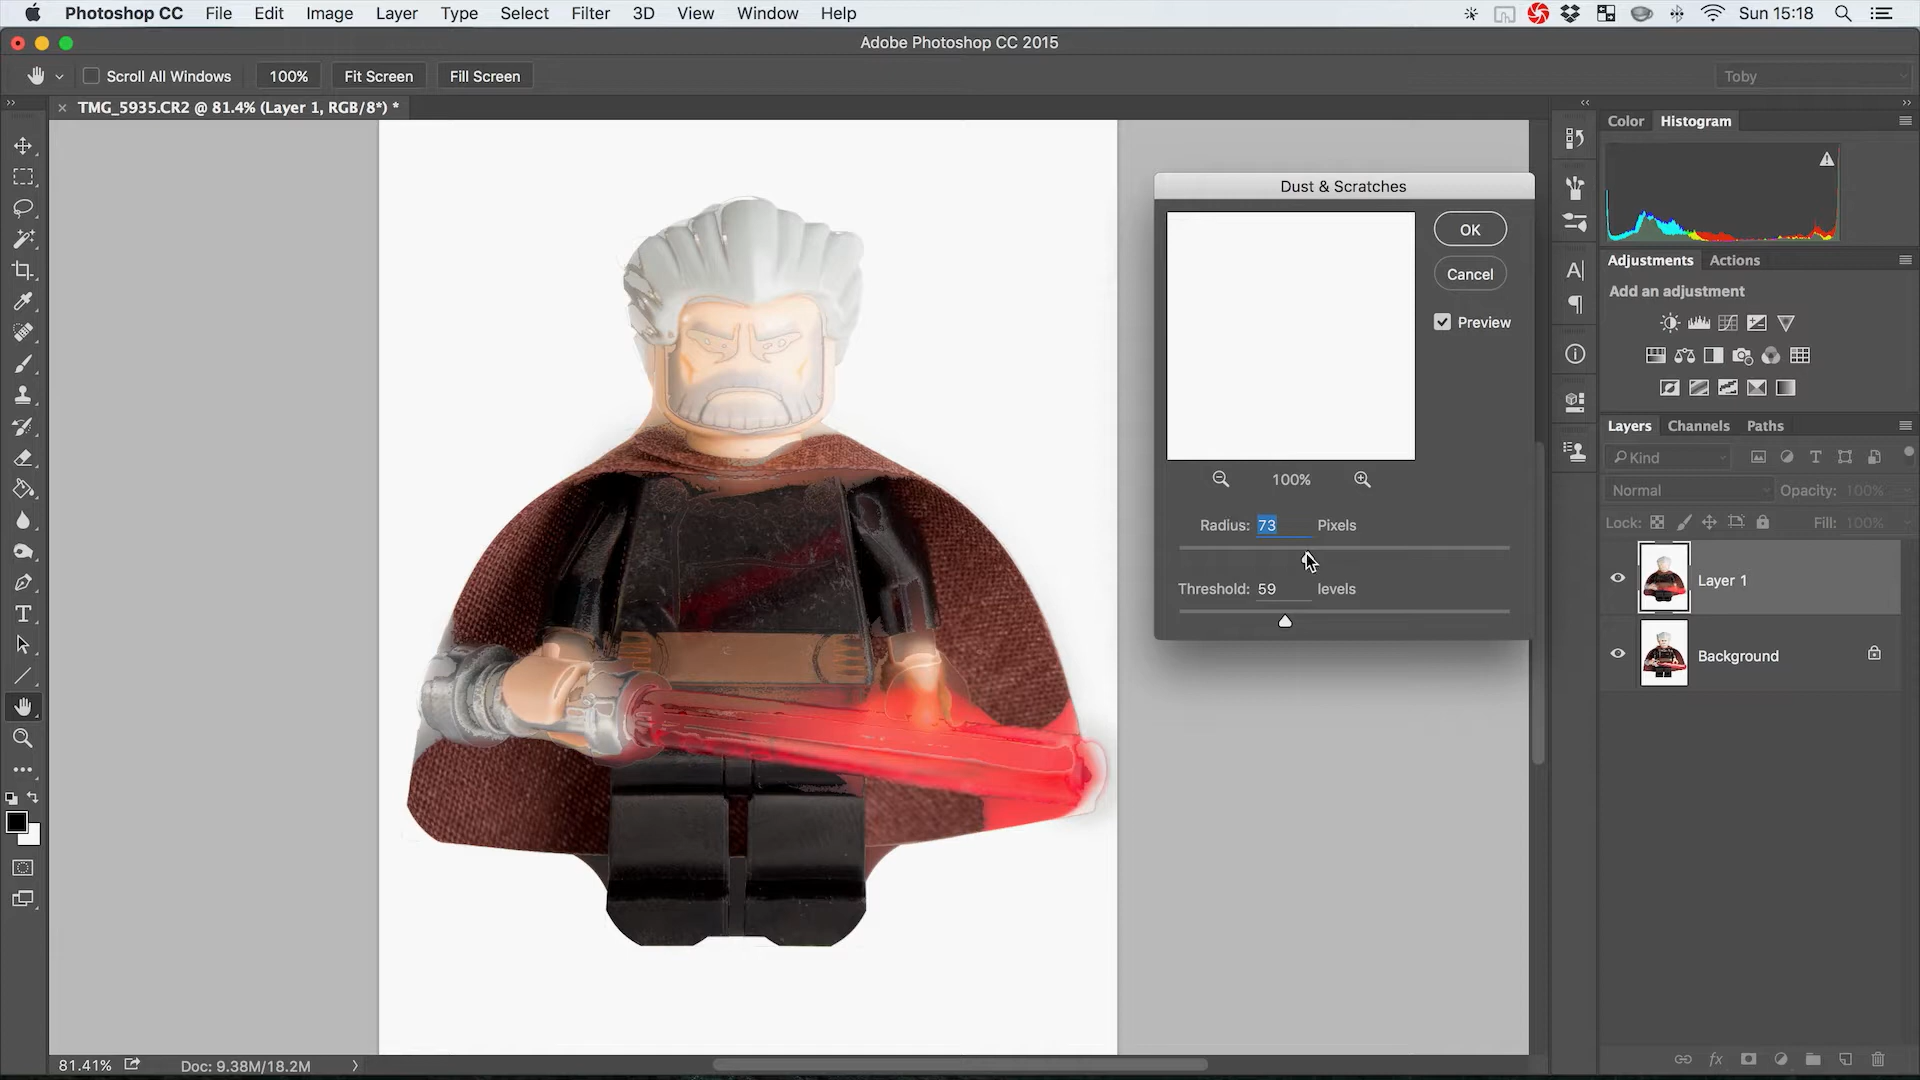 Photoshop CC File Edit Image Layer Type Select Filter 3D View Window Help Sun 15:18
Adobe Photoshop CC 2015
Scroll All Windows 100% Fit Screen Fill Screen Toby
TMG_5935.CR2 @ 81.4% (Layer 1, RGB/8*) *
Color Histogram
Dust & Scratches
OK
Cancel
Preview
100%
Radius: 73 Pixels
Threshold: 59 levels
Adjustments Actions
Add an adjustment
Layers Channels Paths
Kind
Normal Opacity: 100%
Lock: Fill: 100%
Layer 1
Background
81.41% Doc: 9.38M/18.2M